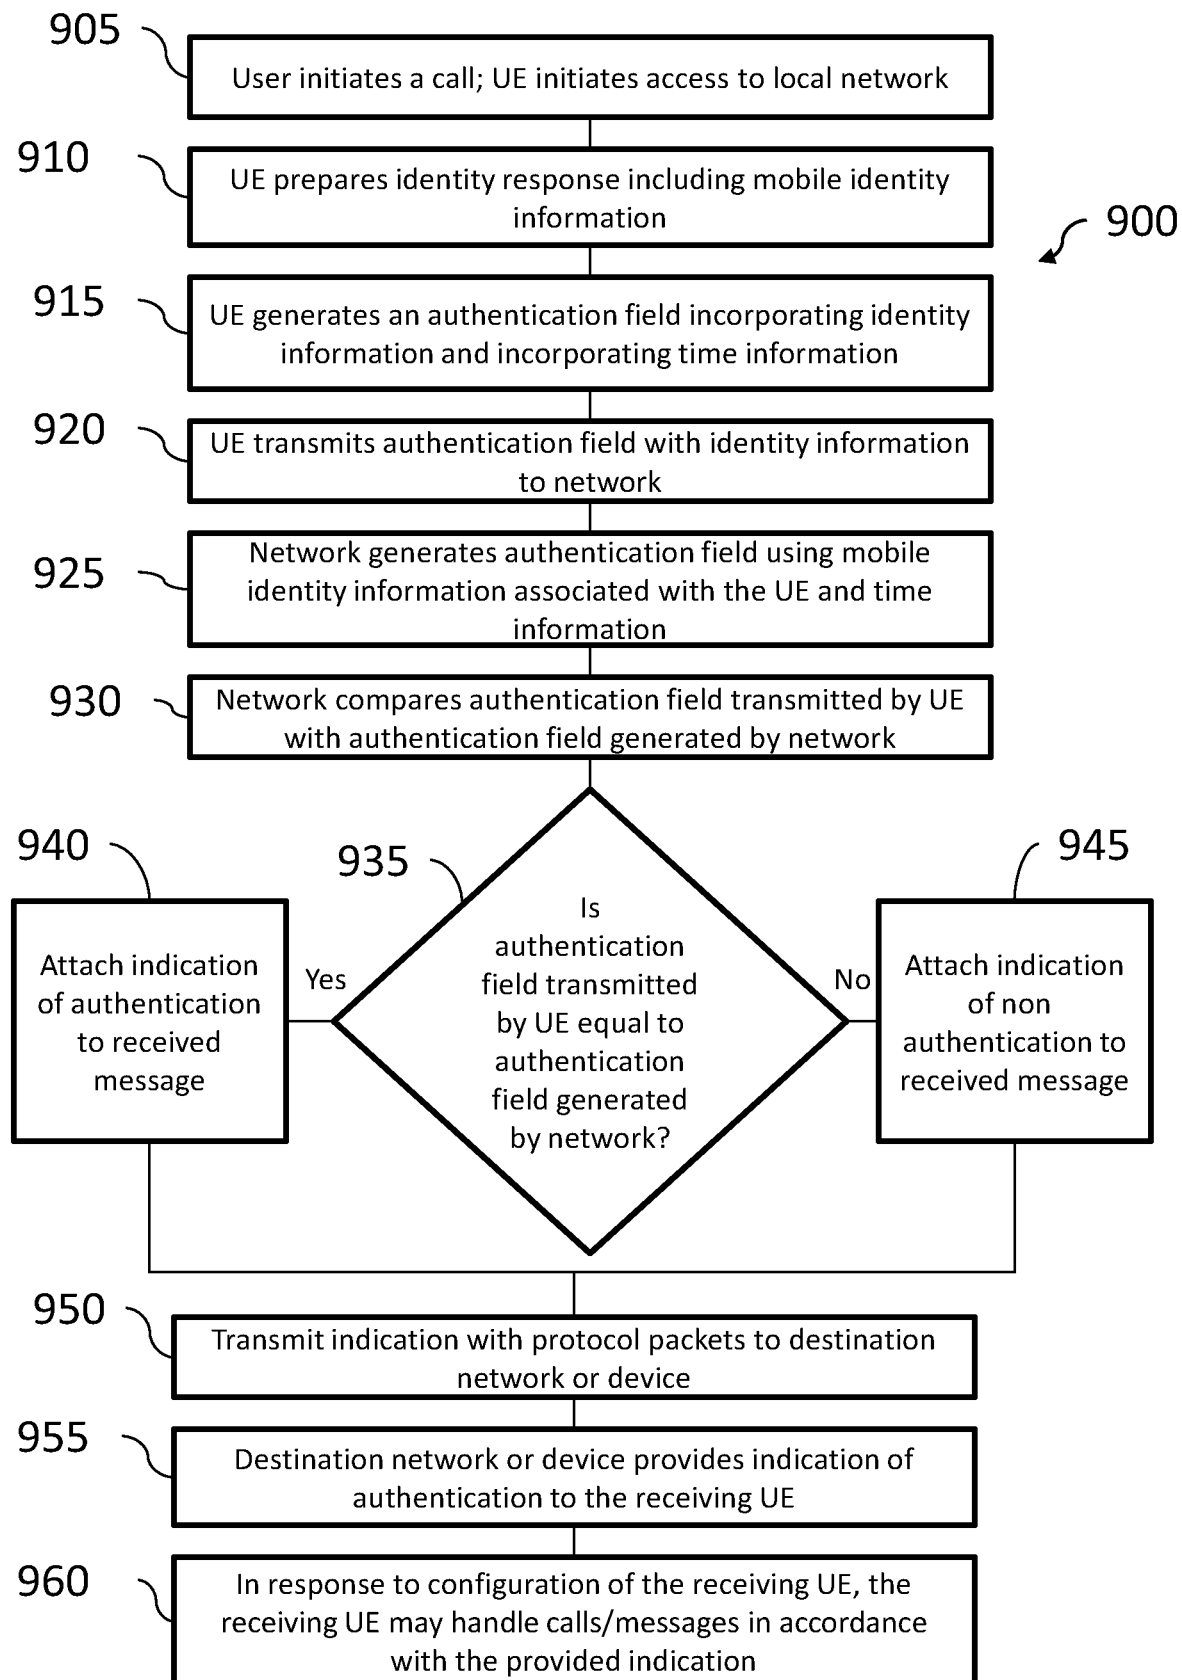 905
User initiates a call; UE initiates access to local network
910
UE prepares identity response including mobile identity
information
900
915
UE generates an authentication field incorporating identity
information and incorporating time information
920
UE transmits authentication field with identity information
to network
925
Network generates authentication field using mobile
identity information associated with the UE and time
information
930
Network compares authentication field transmitted by UE
with authentication field generated by network
940
935
945
Attach indication
of authentication
to received
message
Yes
Is
authentication
field transmitted
by UE equal to
authentication
field generated
by network?
No
Attach indication
of non
authentication to
received message
950
Transmit indication with protocol packets to destination
network or device
955
Destination network or device provides indication of
authentication to the receiving UE
960
In response to configuration of the receiving UE, the
receiving UE may handle calls/messages in accordance
with the provided indication